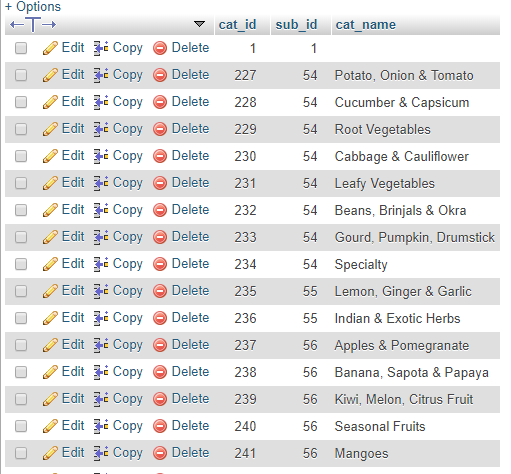 + Options
cat_id sub_id cat_name
Edit Copy Delete 1 1
Edit Copy Delete 227 54 Potato, Onion & Tomato
Edit Copy Delete 228 54 Cucumber & Capsicum
Edit Copy Delete 229 54 Root Vegetables
Edit Copy Delete 230 54 Cabbage & Cauliflower
Edit Copy Delete 231 54 Leafy Vegetables
Edit Copy Delete 232 54 Beans, Brinjals & Okra
Edit Copy Delete 233 54 Gourd, Pumpkin, Drumstick
Edit Copy Delete 234 54 Specialty
Edit Copy Delete 235 55 Lemon, Ginger & Garlic
Edit Copy Delete 236 55 Indian & Exotic Herbs
Edit Copy Delete 237 56 Apples & Pomegranate
Edit Copy Delete 238 56 Banana, Sapota & Papaya
Edit Copy Delete 239 56 Kiwi, Melon, Citrus Fruit
Edit Copy Delete 240 56 Seasonal Fruits
Edit Copy Delete 241 56 Mangoes